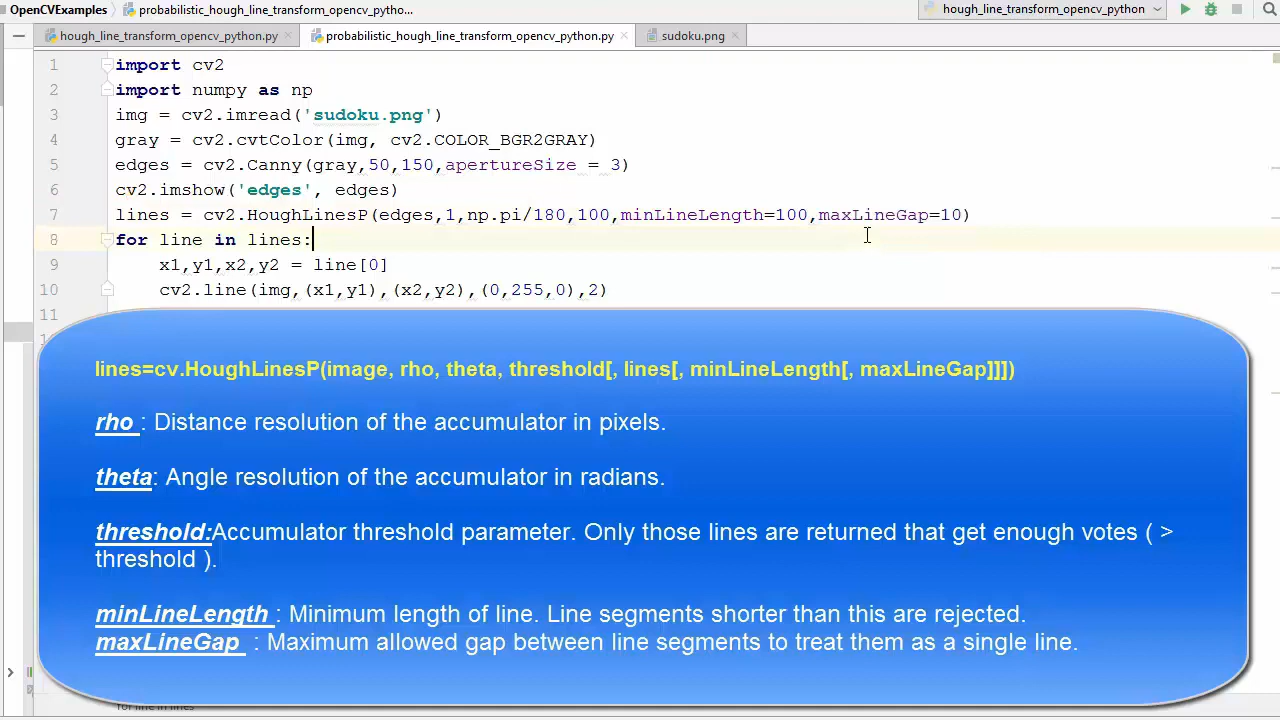 OpenCVExamples probabilistic_hough_line_transform_opencv_pytho... hough_line_transform_opencv_python
hough_line_transform_opencv_python.py probabilistic_hough_line_transform_opencv_python.py sudoku.png
1 import cv2
2 import numpy as np
3 img = cv2.imread('sudoku.png')
4 gray = cv2.cvtColor(img, cv2.COLOR_BGR2GRAY)
5 edges = cv2.Canny(gray,50,150,apertureSize = 3)
6 cv2.imshow('edges', edges)
7 lines = cv2.HoughLinesP(edges,1,np.pi/180,100,minLineLength=100,maxLineGap=10)
8 for line in lines:
9 x1,y1,x2,y2 = line[0]
10 cv2.line(img,(x1,y1),(x2,y2),(0,255,0),2)
11
lines=cv.HoughLinesP(image, rho, theta, threshold[, lines[, minLineLength[, maxLineGap]]])
rho : Distance resolution of the accumulator in pixels.
theta: Angle resolution of the accumulator in radians.
threshold:Accumulator threshold parameter. Only those lines are returned that get enough votes ( >
threshold ).
minLineLength : Minimum length of line. Line segments shorter than this are rejected.
maxLineGap : Maximum allowed gap between line segments to treat them as a single line.
for line in lines